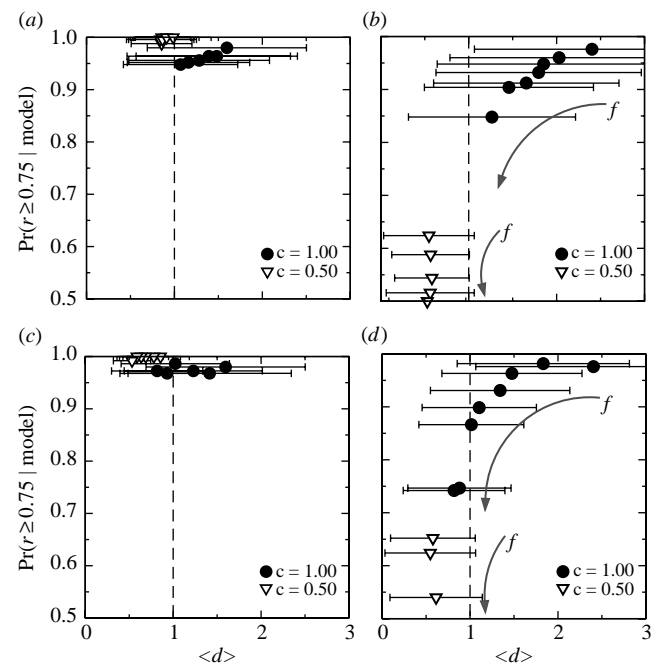 (a)
(b)
1.0
0.9
0.8
0.7
0.6
0.5
Pr(r ≥ 0.75 | model)
c = 1.00
c = 0.50
f
f
c = 1.00
c = 0.50
(c)
(d)
1.0
0.9
0.8
0.7
0.6
0.5
Pr(r ≥ 0.75 | model)
c = 1.00
c = 0.50
f
f
c = 1.00
c = 0.50
0 1 2 3
0 1 2 3
<d>
<d>